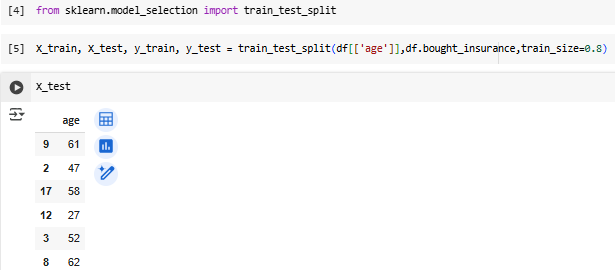 [4] from sklearn.model_selection import train_test_split
[5] X_train, X_test, y_train, y_test = train_test_split(df[['age']],df.bought_insurance,train_size=0.8)
X_test
age
9 61
2 47
17 58
12 27
3 52
8 62